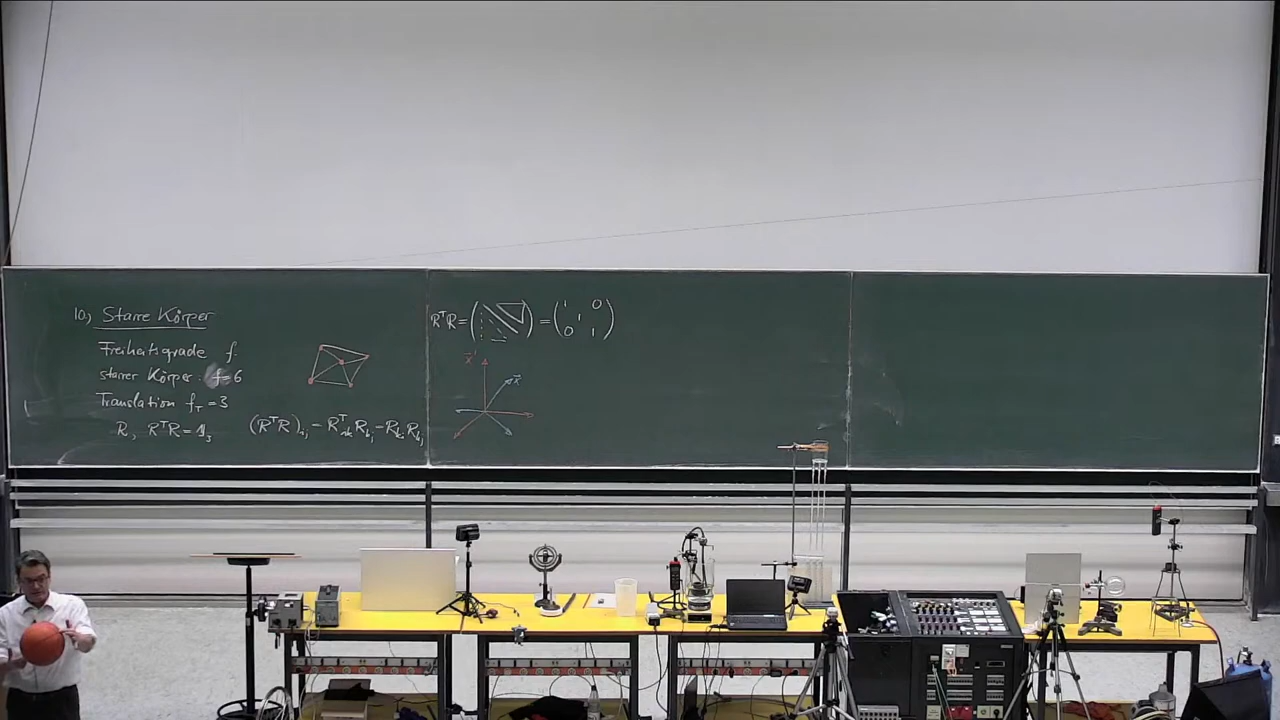 10) Starre Körper
Freiheitsgrade f.
starrer Körper: f=6
Translation f_T = 3
R, R^T R = 1_3
(R^T R)_ij = R^T_ik R_kj = R_ki R_kj
R^T R = ( ) = ( 1 0
1
0 1 )
x⃗'
x⃗